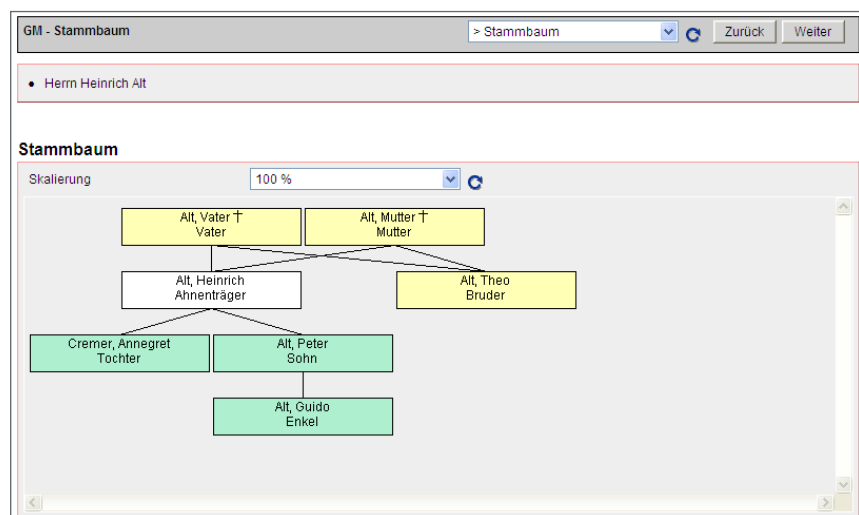 GM - Stammbaum
> Stammbaum
Zurück
Weiter
• Herrn Heinrich Alt
Stammbaum
Skalierung
100 %
Alt, Vater †
Vater
Alt, Mutter †
Mutter
Alt, Heinrich
Ahnenträger
Alt, Theo
Bruder
Cremer, Annegret
Tochter
Alt, Peter
Sohn
Alt, Guido
Enkel